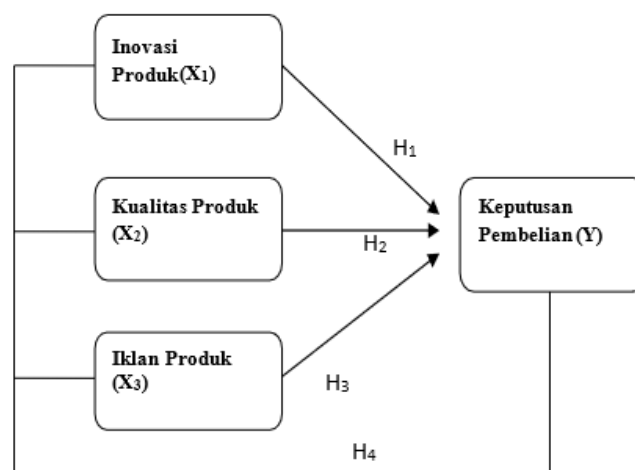 Inovasi
Produk(X₁)
H₁
Kualitas Produk
(X₂)
H₂
Keputusan
Pembelian (Y)
Iklan Produk
(X₃)
H₃
H₄